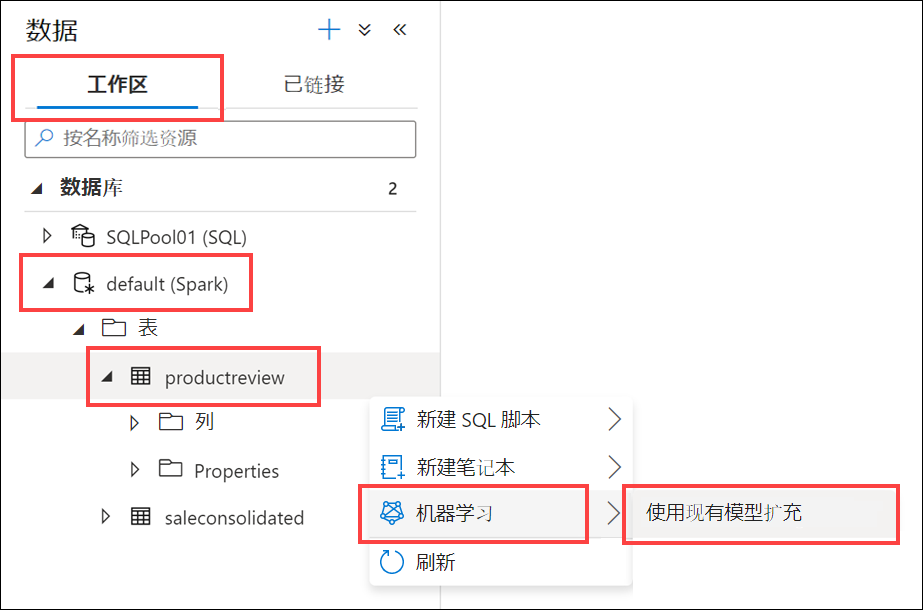 数据
工作区
已链接
按名称筛选资源
数据库 2
SQLPool01 (SQL)
default (Spark)
表
productreview
列
新建 SQL 脚本
新建笔记本
Properties
机器学习
使用现有模型扩充
saleconsolidated
刷新